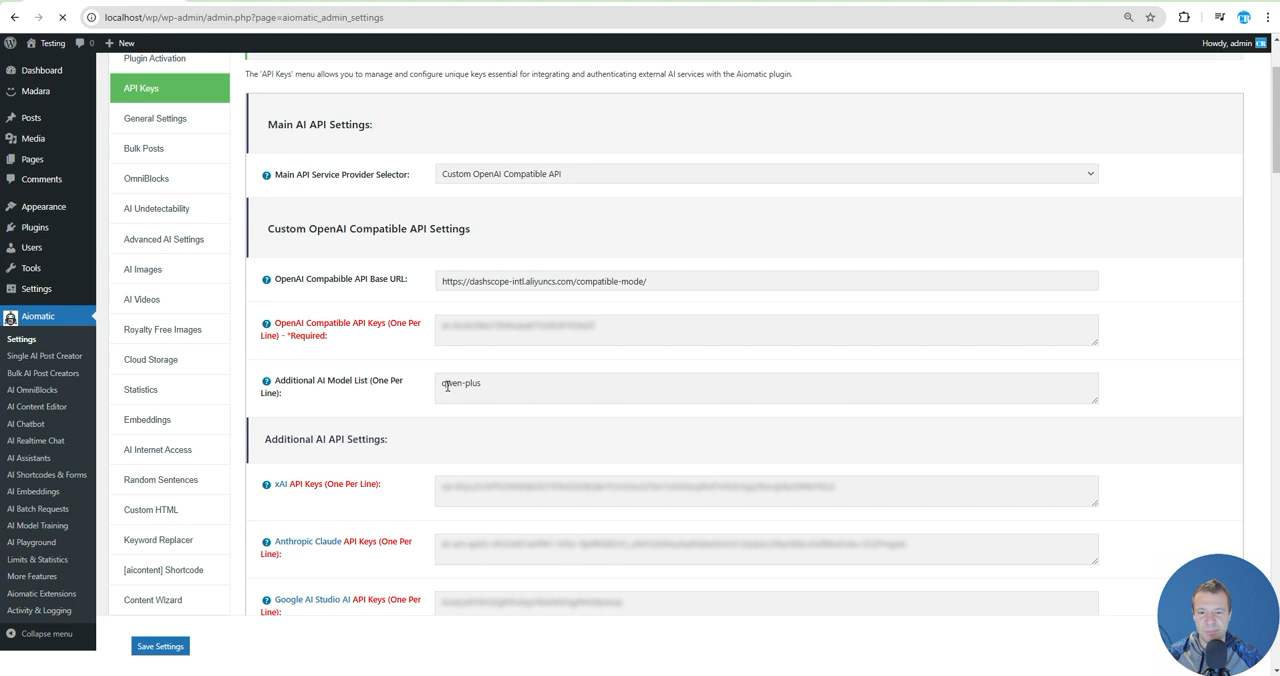 localhost/wp/wp-admin/admin.php?page=aiomatic_admin_settings
Testing
0
New
Howdy, admin
Dashboard
Madara
Posts
Media
Pages
Comments
Appearance
Plugins
Users
Tools
Settings
Aiomatic
Settings
Single AI Post Creator
Bulk AI Post Creators
AI OmniBlocks
AI Content Editor
AI Chatbot
AI Realtime Chat
AI Assistants
AI Shortcodes & Forms
AI Embeddings
AI Batch Requests
AI Model Training
AI Playground
Limits & Statistics
More Features
Aiomatic Extensions
Activity & Logging
Collapse menu
Plugin Activation
API Keys
General Settings
Bulk Posts
OmniBlocks
AI Undetectability
Advanced AI Settings
AI Images
AI Videos
Royalty Free Images
Cloud Storage
Statistics
Embeddings
AI Internet Access
Random Sentences
Custom HTML
Keyword Replacer
[aicontent] Shortcode
Content Wizard
Save Settings
The 'API Keys' menu allows you to manage and configure unique keys essential for integrating and authenticating external AI services with the Aiomatic plugin.
Main AI API Settings:
Main API Service Provider Selector:
Custom OpenAI Compatible API
Custom OpenAI Compatible API Settings
OpenAI Compabible API Base URL:
https://dashscope-intl.aliyuncs.com/compatible-mode/
OpenAI Compatible API Keys (One Per
Line) - *Required:
Additional AI Model List (One Per
Line):
qwen-plus
Additional AI API Settings:
xAI API Keys (One Per Line):
Anthropic Claude API Keys (One Per
Line):
Google AI Studio AI API Keys (One Per
Line):